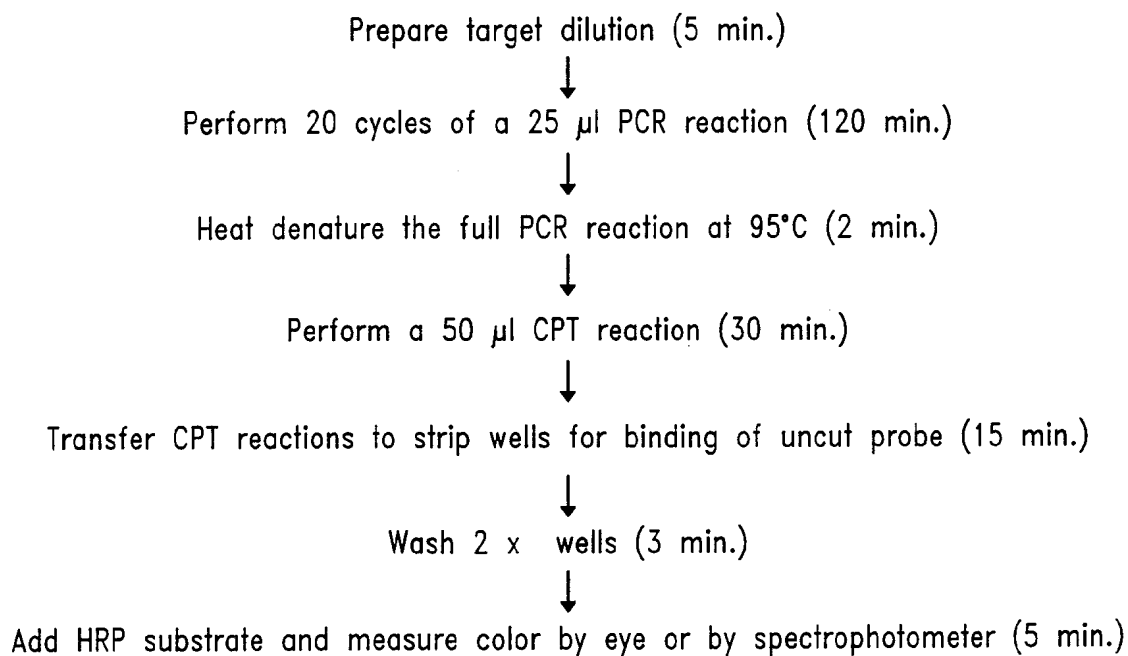 Prepare target dilution (5 min.)
Perform 20 cycles of a 25 µl PCR reaction (120 min.)
Heat denature the full PCR reaction at 95°C (2 min.)
Perform a 50 µl CPT reaction (30 min.)
Transfer CPT reactions to strip wells for binding of uncut probe (15 min.)
Wash 2 x wells (3 min.)
Add HRP substrate and measure color by eye or by spectrophotometer (5 min.)